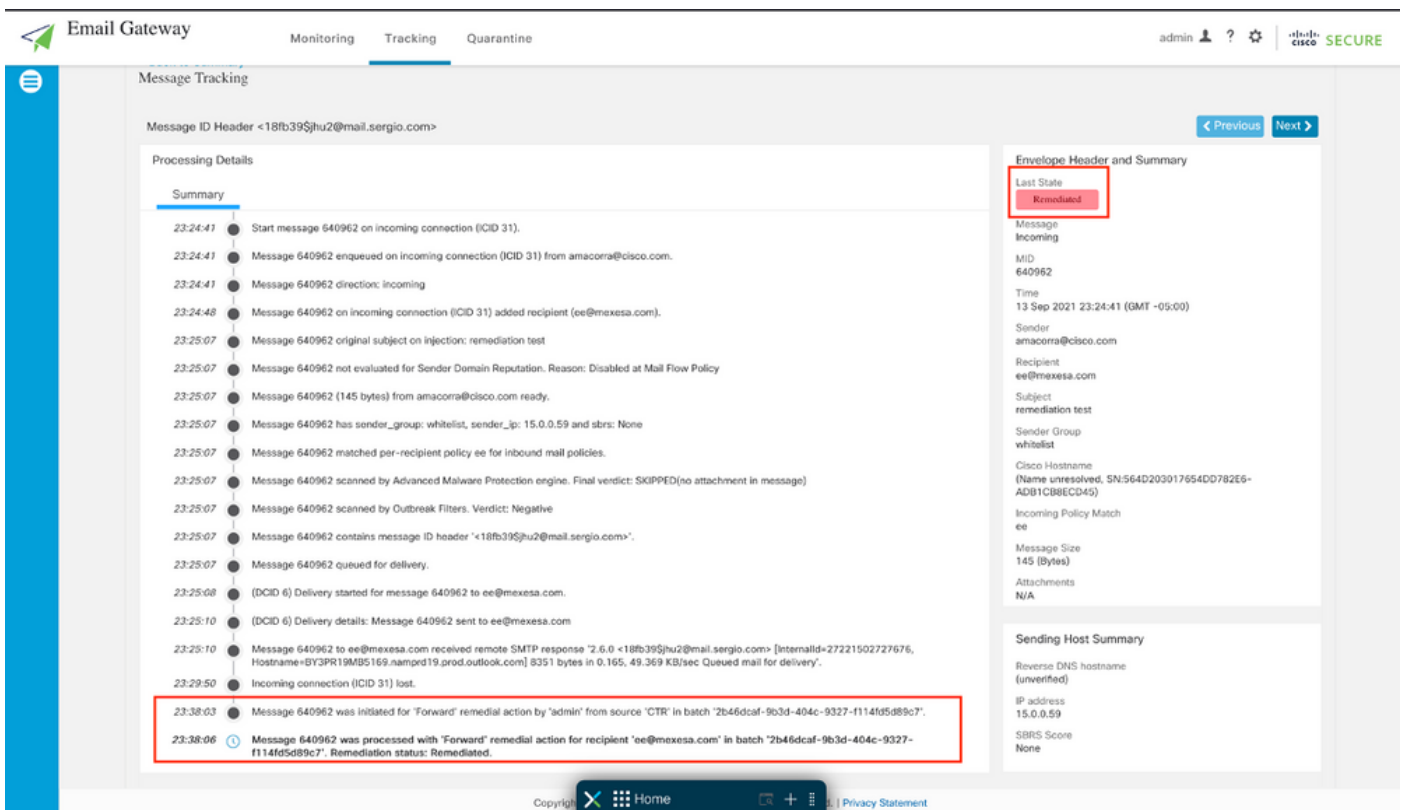 Email Gateway
Monitoring Tracking Quarantine
admin ? cisco SECURE
Message Tracking
Message ID Header <18fb39$jhu2@mail.sergio.com>
Previous Next
Processing Details
Summary
23:24:41 Start message 640962 on incoming connection (ICID 31).
23:24:41 Message 640962 enqueued on incoming connection (ICID 31) from amacorra@cisco.com.
23:24:41 Message 640962 direction: incoming
23:24:48 Message 640962 on incoming connection (ICID 31) added recipient (ee@mexesa.com).
23:25:07 Message 640962 original subject on injection: remediation test
23:25:07 Message 640962 not evaluated for Sender Domain Reputation. Reason: Disabled at Mail Flow Policy
23:25:07 Message 640962 (145 bytes) from amacorra@cisco.com ready.
23:25:07 Message 640962 has sender_group: whitelist, sender_ip: 15.0.0.59 and sbrs: None
23:25:07 Message 640962 matched per-recipient policy ee for inbound mail policies.
23:25:07 Message 640962 scanned by Advanced Malware Protection engine. Final verdict: SKIPPED(no attachment in message)
23:25:07 Message 640962 scanned by Outbreak Filters. Verdict: Negative
23:25:07 Message 640962 contains message ID header '<18fb39$jhu2@mail.sergio.com>'.
23:25:07 Message 640962 queued for delivery.
23:25:08 (DCID 6) Delivery started for message 640962 to ee@mexesa.com.
23:25:10 (DCID 6) Delivery details: Message 640962 sent to ee@mexesa.com
23:25:10 Message 640962 to ee@mexesa.com received remote SMTP response '2.6.0 <18fb39$jhu2@mail.sergio.com> [InternalId=27221502727676,
Hostname=BY3PR19MB5169.namprd19.prod.outlook.com] 8351 bytes in 0.165, 49.369 KB/sec Queued mail for delivery'.
23:29:50 Incoming connection (ICID 31) lost.
23:38:03 Message 640962 was initiated for 'Forward' remedial action by 'admin' from source 'CTR' in batch '2b46dcaf-9b3d-404c-9327-f114fd5d89c7'.
23:38:06 Message 640962 was processed with 'Forward' remedial action for recipient 'ee@mexesa.com' in batch '2b46dcaf-9b3d-404c-9327-
f114fd5d89c7'. Remediation status: Remediated.
Envelope Header and Summary
Last State
Remediated
Message
Incoming
MID
640962
Time
13 Sep 2021 23:24:41 (GMT -05:00)
Sender
amacorra@cisco.com
Recipient
ee@mexesa.com
Subject
remediation test
Sender Group
whitelist
Cisco Hostname
(Name unresolved, SN:564D203017654DD782E6-
ADB1CB8ECD45)
Incoming Policy Match
ee
Message Size
145 (Bytes)
Attachments
N/A
Sending Host Summary
Reverse DNS hostname
(unverified)
IP address
15.0.0.59
SBRS Score
None
Home
| Privacy Statement